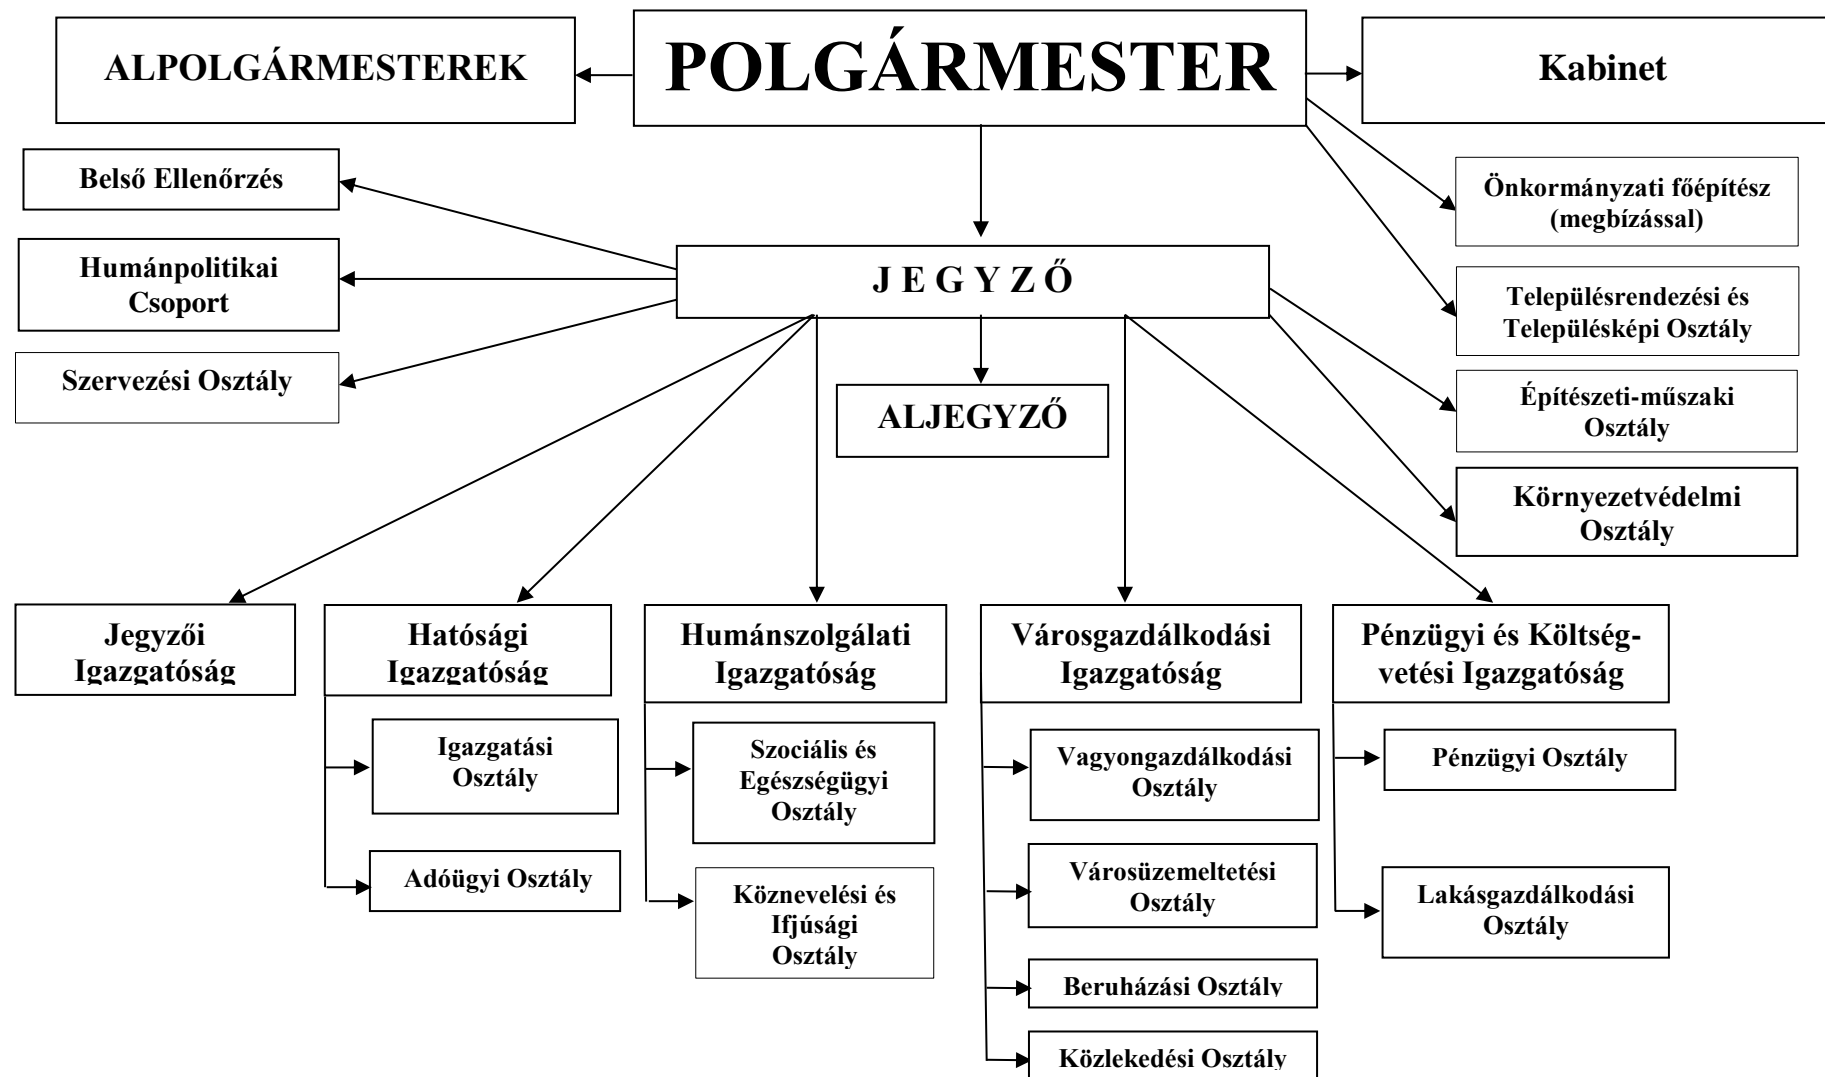 ALPOLGÁRMESTEREK
POLGÁRMESTER
Kabinet
Belső Ellenőrzés
Önkormányzati főépítész
(megbízással)
Humánpolitikai
Csoport
J E G Y Z Ő
Településrendezési és
Településképi Osztály
Szervezési Osztály
ALJEGYZŐ
Építészeti-műszaki
Osztály
Környezetvédelmi
Osztály
Jegyzői
Igazgatóság
Hatósági
Igazgatóság
Humánszolgálati
Igazgatóság
Városgazdálkodási
Igazgatóság
Pénzügyi és Költség-
vetési Igazgatóság
Igazgatási
Osztály
Adóügyi Osztály
Szociális és
Egészségügyi
Osztály
Köznevelési és
Ifjúsági
Osztály
Vagyongazdálkodási
Osztály
Városüzemeltetési
Osztály
Beruházási Osztály
Közlekedési Osztály
Pénzügyi Osztály
Lakásgazdálkodási
Osztály